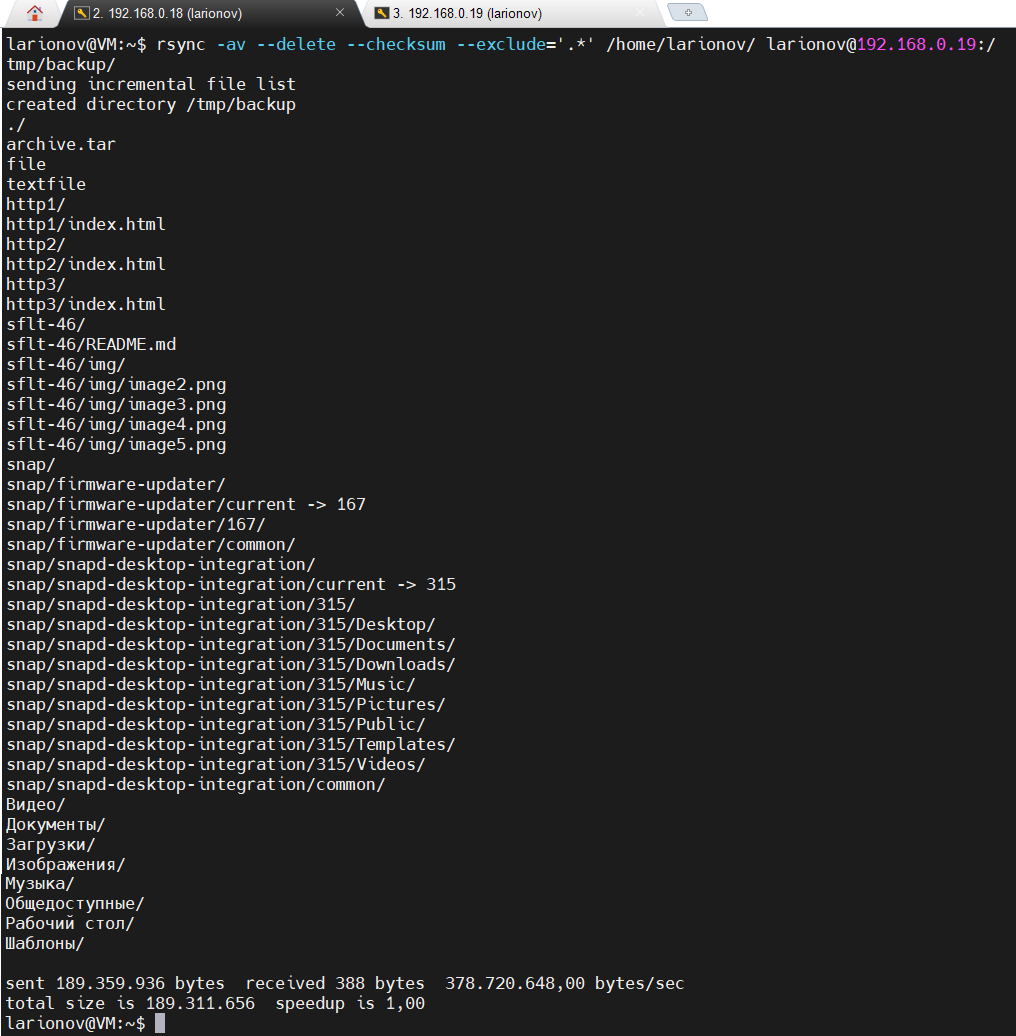 2. 192.168.0.18 (larionov)
3. 192.168.0.19 (larionov)
larionov@VM:~$ rsync -av --delete --checksum --exclude='.*' /home/larionov/ larionov@192.168.0.19:/
tmp/backup/
sending incremental file list
created directory /tmp/backup
./
archive.tar
file
textfile
http1/
http1/index.html
http2/
http2/index.html
http3/
http3/index.html
sflt-46/
sflt-46/README.md
sflt-46/img/
sflt-46/img/image2.png
sflt-46/img/image3.png
sflt-46/img/image4.png
sflt-46/img/image5.png
snap/
snap/firmware-updater/
snap/firmware-updater/current -> 167
snap/firmware-updater/167/
snap/firmware-updater/common/
snap/snapd-desktop-integration/
snap/snapd-desktop-integration/current -> 315
snap/snapd-desktop-integration/315/
snap/snapd-desktop-integration/315/Desktop/
snap/snapd-desktop-integration/315/Documents/
snap/snapd-desktop-integration/315/Downloads/
snap/snapd-desktop-integration/315/Music/
snap/snapd-desktop-integration/315/Pictures/
snap/snapd-desktop-integration/315/Public/
snap/snapd-desktop-integration/315/Templates/
snap/snapd-desktop-integration/315/Videos/
snap/snapd-desktop-integration/common/
Видео/
Документы/
Загрузки/
Изображения/
Музыка/
Общедоступные/
Рабочий стол/
Шаблоны/
sent 189.359.936 bytes  received 388 bytes  378.720.648,00 bytes/sec
total size is 189.311.656  speedup is 1,00
larionov@VM:~$